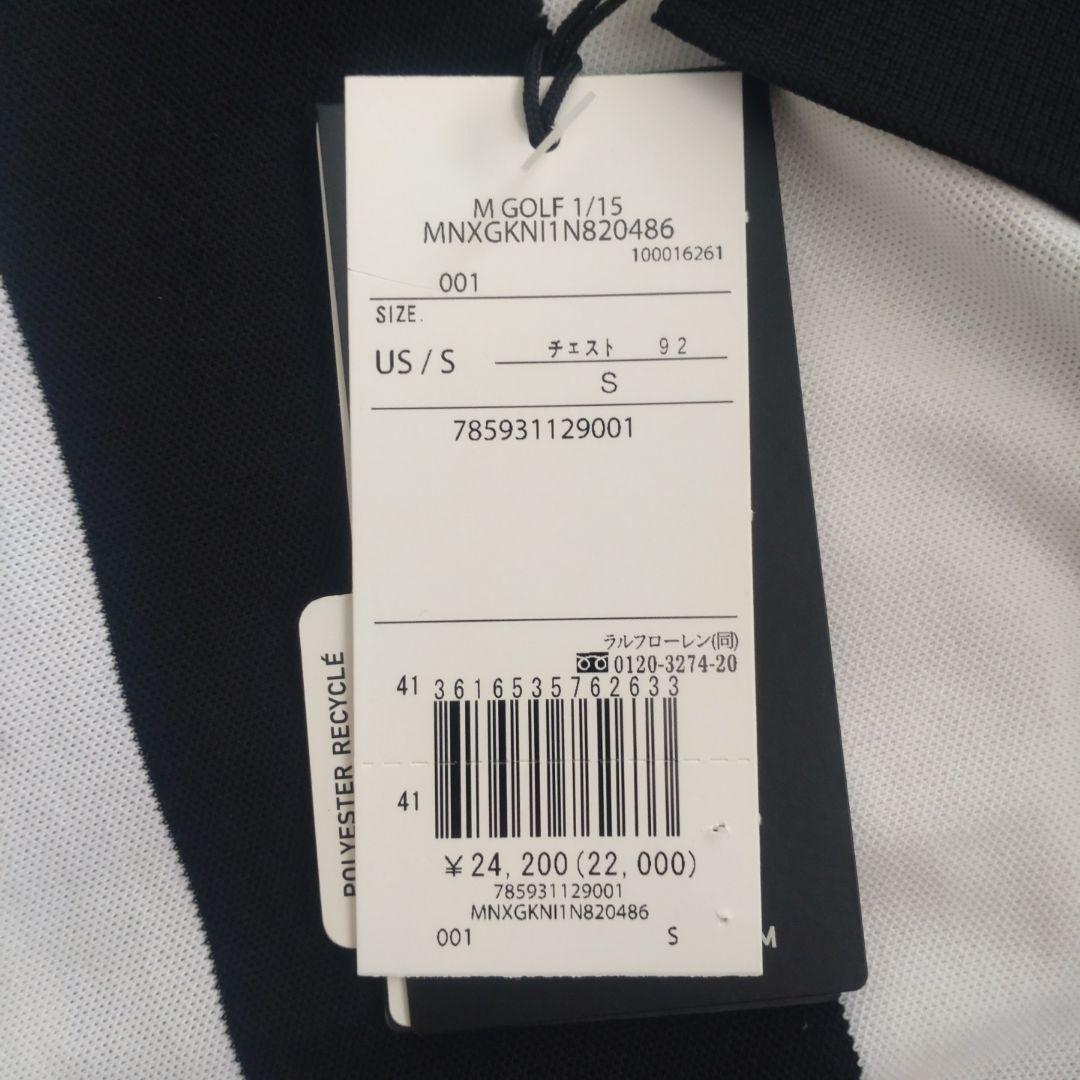 M GOLF 1/15
MNXGKNI1N820486
100016261
001
SIZE.
US / S
チェスト 92
S
785931129001
ラルフローレン(同)
0120-3274-20
41 3616535762633
41
¥24,200(22,000)
785931129001
MNXGKNI1N820486
001 S
POLYESTER RECYCLÉ
M